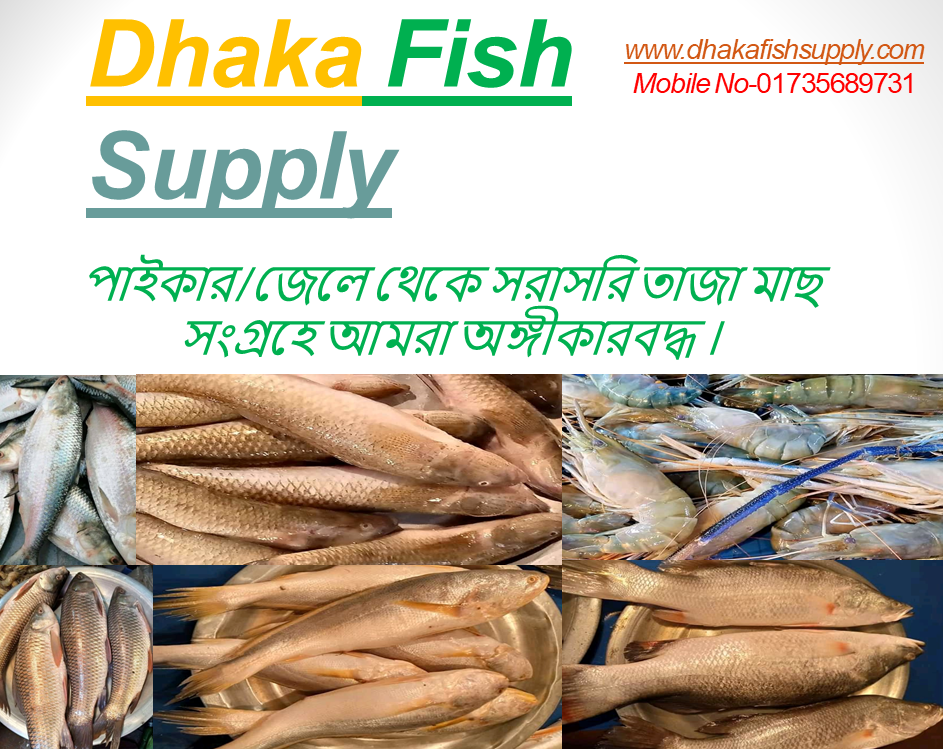 Dhaka Fish
Supply
www.dhakafishsupply.com
Mobile No-01735689731
পাইকার/জেলে থেকে সরাসরি তাজা মাছ
সংগ্রহে আমরা অঙ্গীকারবদ্ধ।